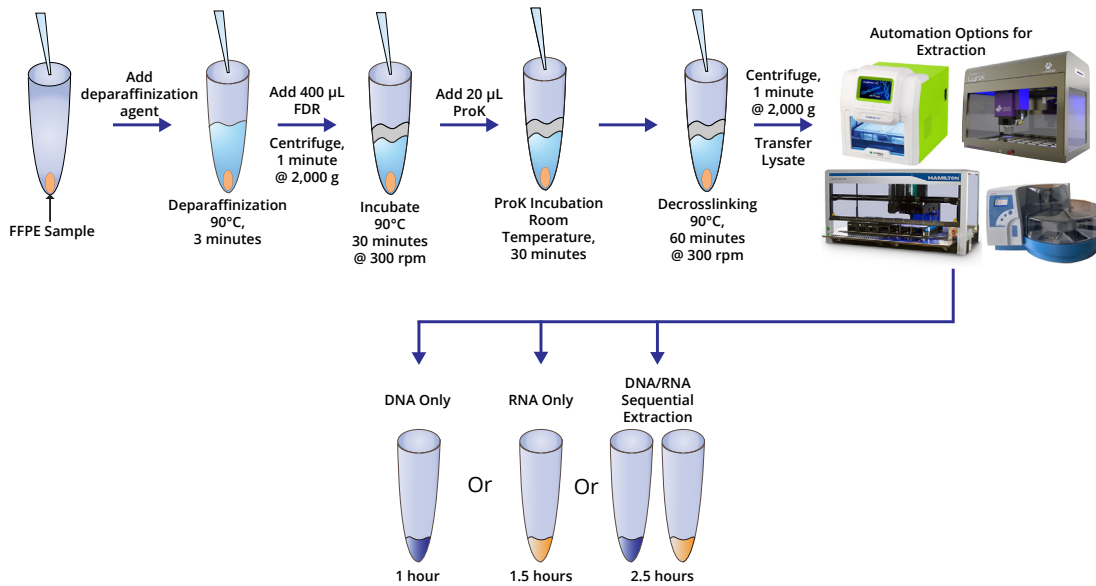 FFPE Sample
Add
deparaffinization
agent
Deparaffinization
90°C,
3 minutes
Add 400 µL
FDR
Centrifuge,
1 minute
@ 2,000 g
Incubate
90°C
30 minutes
@ 300 rpm
Add 20 µL
ProK
ProK Incubation
Room
Temperature,
30 minutes
Decrosslinking
90°C,
60 minutes
@ 300 rpm
Centrifuge,
1 minute
@ 2,000 g
Transfer
Lysate
Automation Options for
Extraction
HAMILTON
DNA Only
RNA Only
DNA/RNA
Sequential
Extraction
Or
Or
1 hour
1.5 hours
2.5 hours